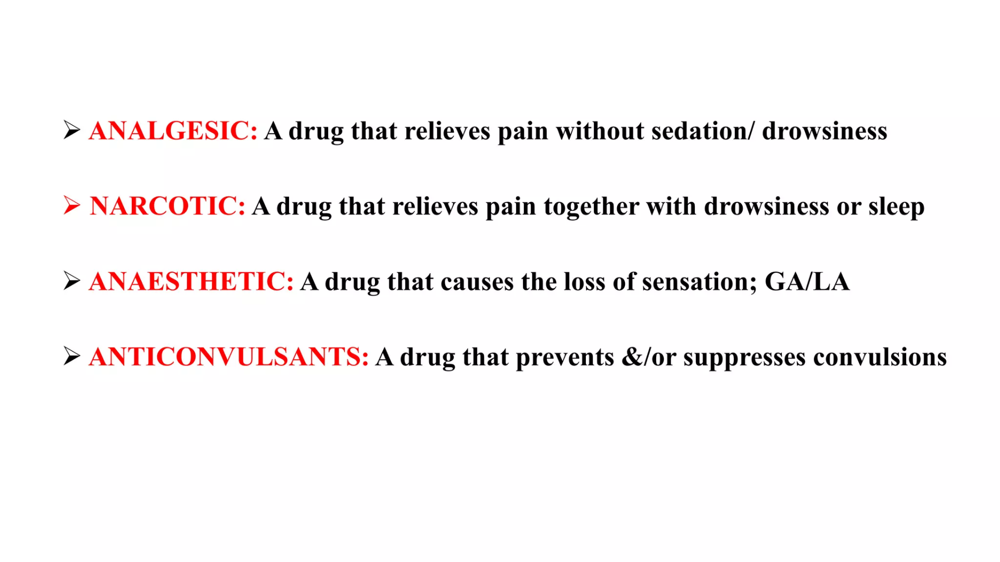 ➢ ANALGESIC: A drug that relieves pain without sedation/ drowsiness
➢ NARCOTIC: A drug that relieves pain together with drowsiness or sleep
➢ ANAESTHETIC: A drug that causes the loss of sensation; GA/LA
➢ ANTICONVULSANTS: A drug that prevents &/or suppresses convulsions